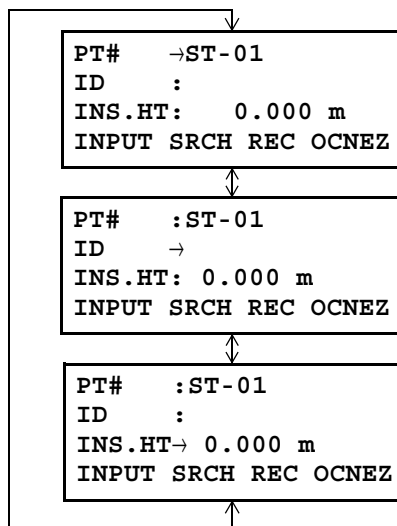 PT# →ST-01
ID :
INS.HT: 0.000 m
INPUT SRCH REC OCNEZ
PT# :ST-01
ID →
INS.HT: 0.000 m
INPUT SRCH REC OCNEZ
PT# :ST-01
ID :
INS.HT→ 0.000 m
INPUT SRCH REC OCNEZ